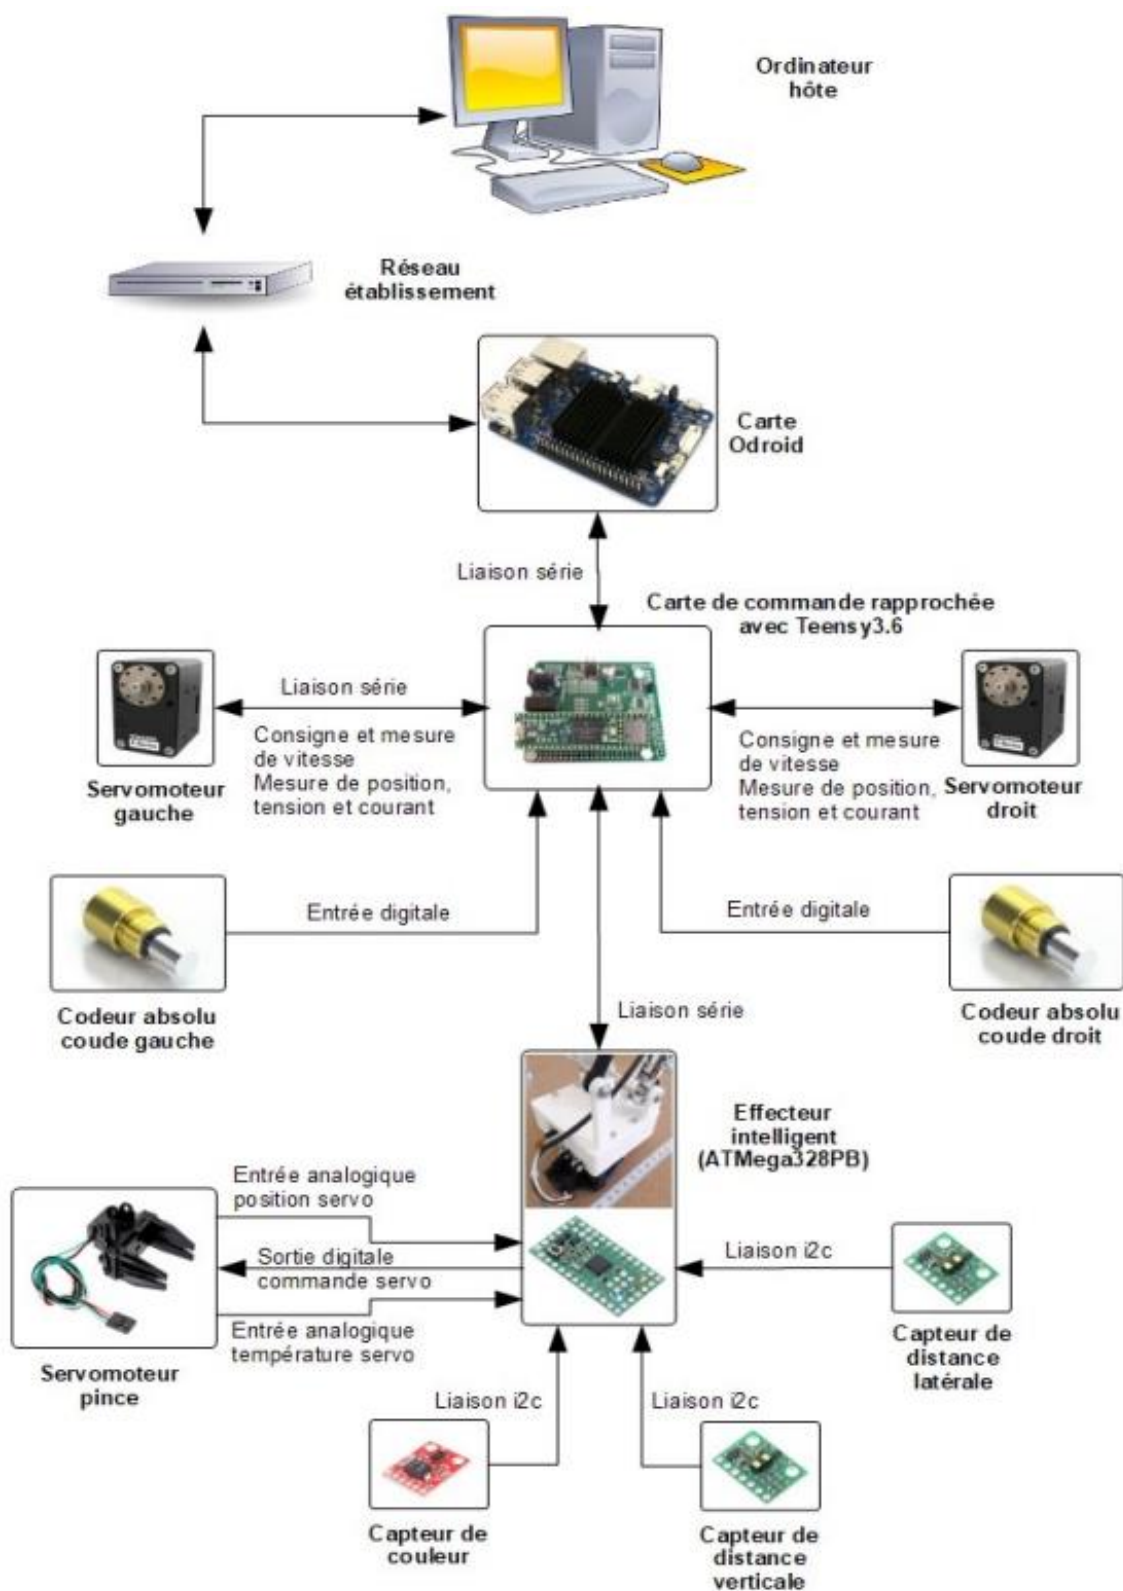 Ordinateur
hôte
Réseau
établissement
Carte
Odroid
Liaison série
Carte de commande rapprochée
avec Teensy3.6
Liaison série
Consigne et mesure
de vitesse
Mesure de position,
tension et courant
Servomoteur
gauche
Consigne et mesure
de vitesse
Mesure de position,
tension et courant
Servomoteur
droit
Entrée digitale
Entrée digitale
Codeur absolu
coude gauche
Codeur absolu
coude droit
Liaison série
Effecteur
intelligent
(ATMega328PB)
Entrée analogique
position servo
Sortie digitale
commande servo
Entrée analogique
température servo
Servomoteur
pince
Liaison i2c
Capteur de
distance
latérale
Liaison i2c
Liaison i2c
Capteur de
couleur
Capteur de
distance
verticale